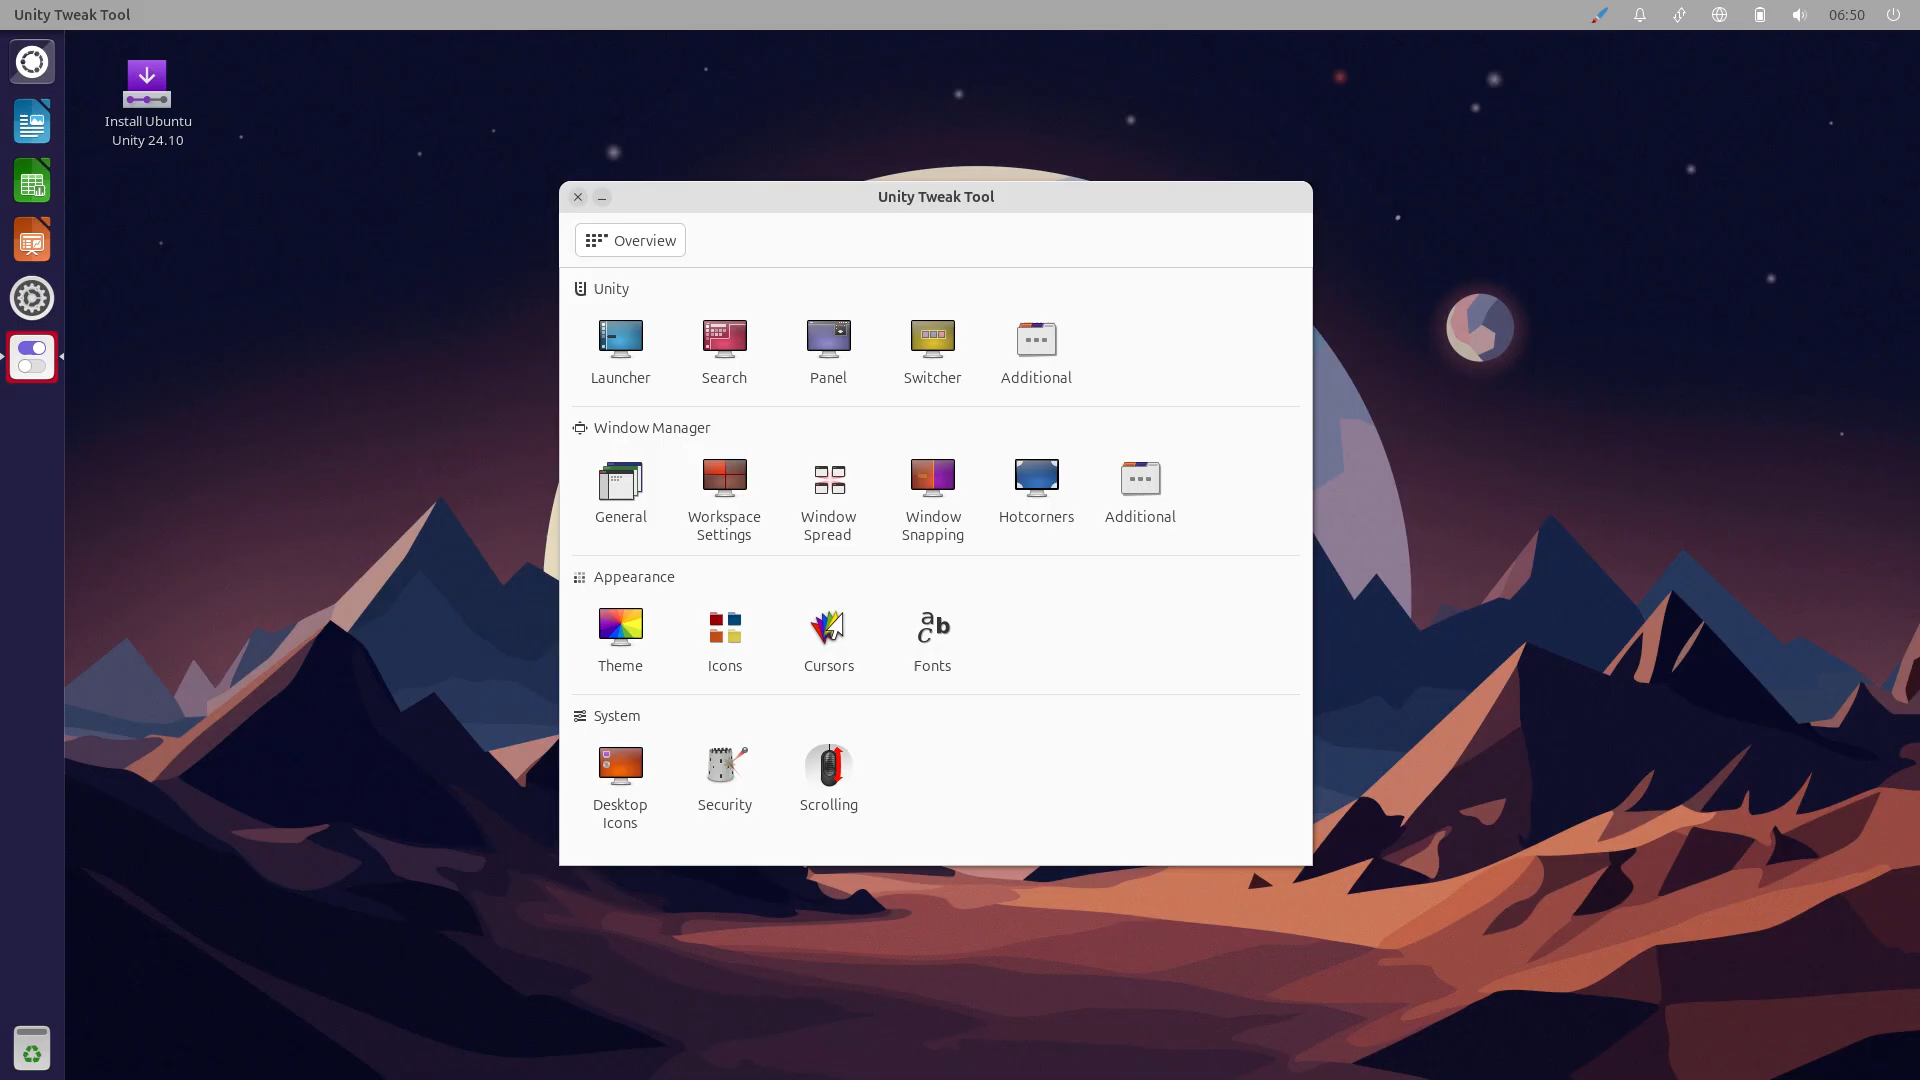 Unity Tweak Tool
06:50
Install Ubuntu
Unity 24.10
Unity Tweak Tool
Overview
Unity
Launcher
Search
Panel
Switcher
Additional
Window Manager
General
Workspace
Settings
Window
Spread
Window
Snapping
Hotcorners
Additional
Appearance
Theme
Icons
Cursors
a
b
c
Fonts
System
Desktop
Icons
Security
Scrolling